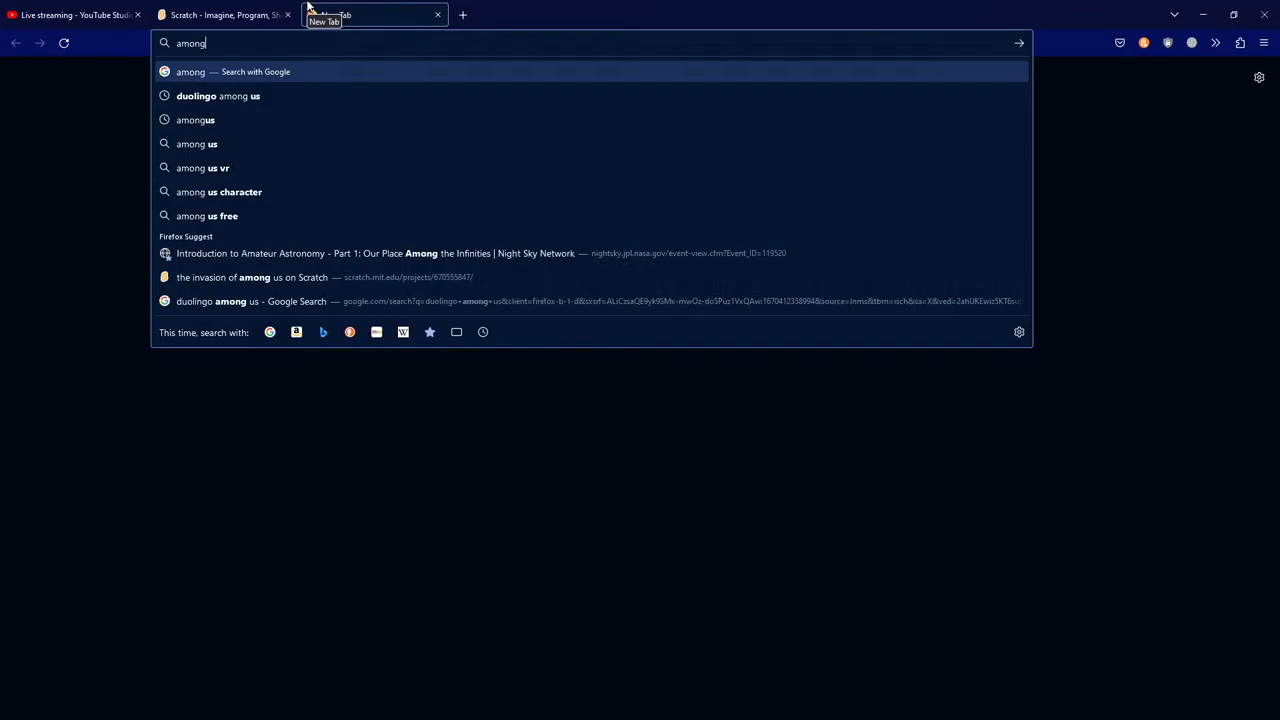 Live streaming - YouTube Studi
Scratch - Imagine, Program, Sh
New Tab
New Tab
among
among — Search with Google
duolingo among us
amongus
among us
among us vr
among us character
among us free
Firefox Suggest
Introduction to Amateur Astronomy - Part 1: Our Place Among the Infinities | Night Sky Network — nightsky.jpl.nasa.gov/event-view.cfm?Event_ID=119520
the invasion of among us on Scratch — scratch.mit.edu/projects/670555847/
duolingo among us - Google Search —
This time, search with: